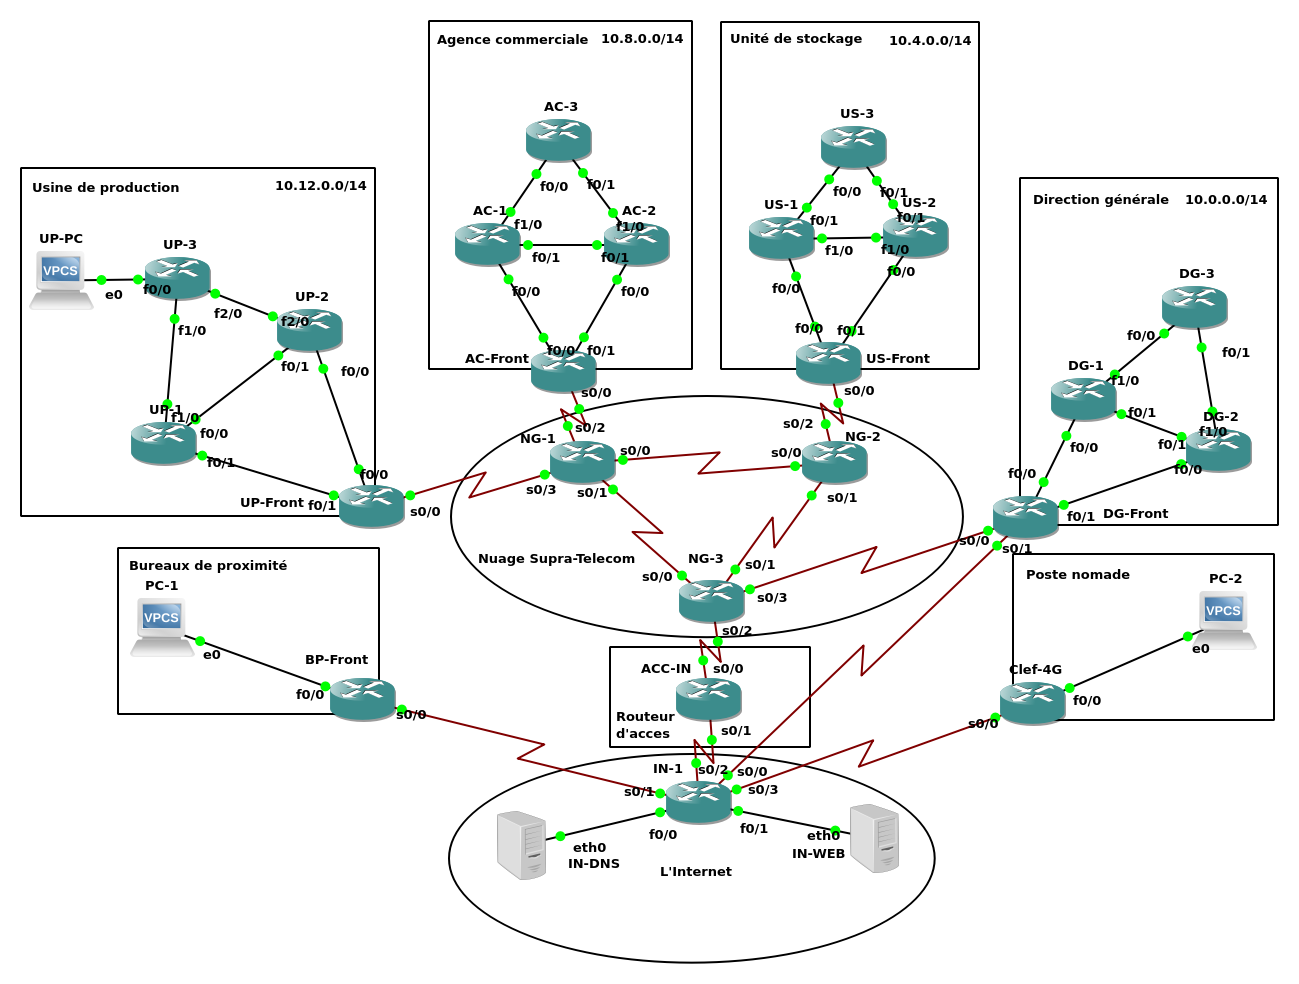 Agence commerciale 10.8.0.0/14
AC-3
f0/0
f0/1
AC-1
f1/0
AC-2
f1/0
f0/1
f0/1
f0/0
f0/0
f0/0
f0/1
AC-Front
s0/0
Unité de stockage 10.4.0.0/14
US-3
f0/0
f0/1
US-1
f0/1
US-2
f0/1
f1/0
f1/0
f0/0
f0/0
f0/0
f0/1
US-Front
s0/0
Usine de production 10.12.0.0/14
UP-PC
VPCS
e0
UP-3
f0/0
f2/0
f1/0
UP-2
f2/0
f0/1
f0/0
UP-1
f1/0
f0/0
f0/1
f0/0
UP-Front
f0/1
s0/0
Direction générale 10.0.0.0/14
DG-3
f0/0
f0/1
DG-1
f1/0
f0/1
f0/0
DG-2
f1/0
f0/1
f0/0
f0/0
f0/1
DG-Front
s0/0
s0/1
NG-1
s0/2
s0/0
s0/3
s0/1
NG-2
s0/2
s0/0
s0/1
Nuage Supra-Telecom
NG-3
s0/0
s0/1
s0/3
s0/2
Bureaux de proximité
PC-1
VPCS
e0
BP-Front
f0/0
s0/0
ACC-IN
s0/0
Routeur
d'acces
s0/1
Poste nomade
PC-2
VPCS
e0
Clef-4G
f0/0
s0/0
IN-1
s0/2
s0/0
s0/1
s0/3
f0/0
f0/1
eth0
IN-DNS
eth0
IN-WEB
L'Internet